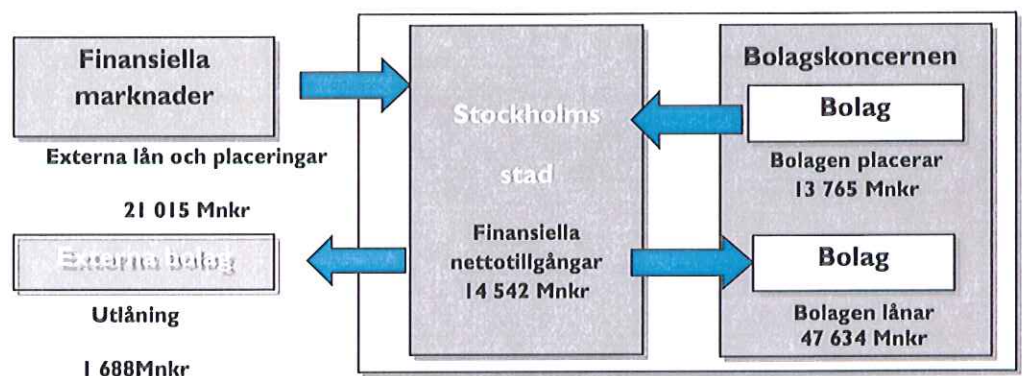 Finansiella
marknader
Externa lån och placeringar
21 015 Mnkr
Externa bolag
Utlåning
1 688Mnkr
Stockholms
stad
Finansiella
nettotillgångar
14 542 Mnkr
Bolagskoncernen
Bolag
Bolagen placerar
13 765 Mnkr
Bolag
Bolagen lånar
47 634 Mnkr